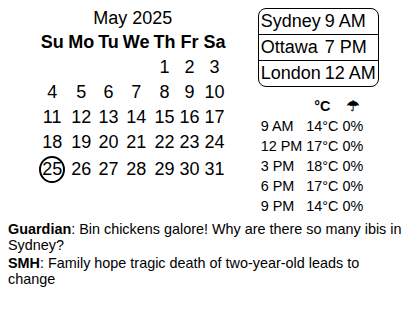 May 2025
Su Mo Tu We Th Fr Sa
1 2 3
4 5 6 7 8 9 10
11 12 13 14 15 16 17
18 19 20 21 22 23 24
25 26 27 28 29 30 31
Sydney 9 AM
Ottawa 7 PM
London 12 AM
°C ☂
9 AM 14°C 0%
12 PM 17°C 0%
3 PM 18°C 0%
6 PM 17°C 0%
9 PM 14°C 0%
Guardian: Bin chickens galore! Why are there so many ibis in
Sydney?
SMH: Family hope tragic death of two-year-old leads to
change